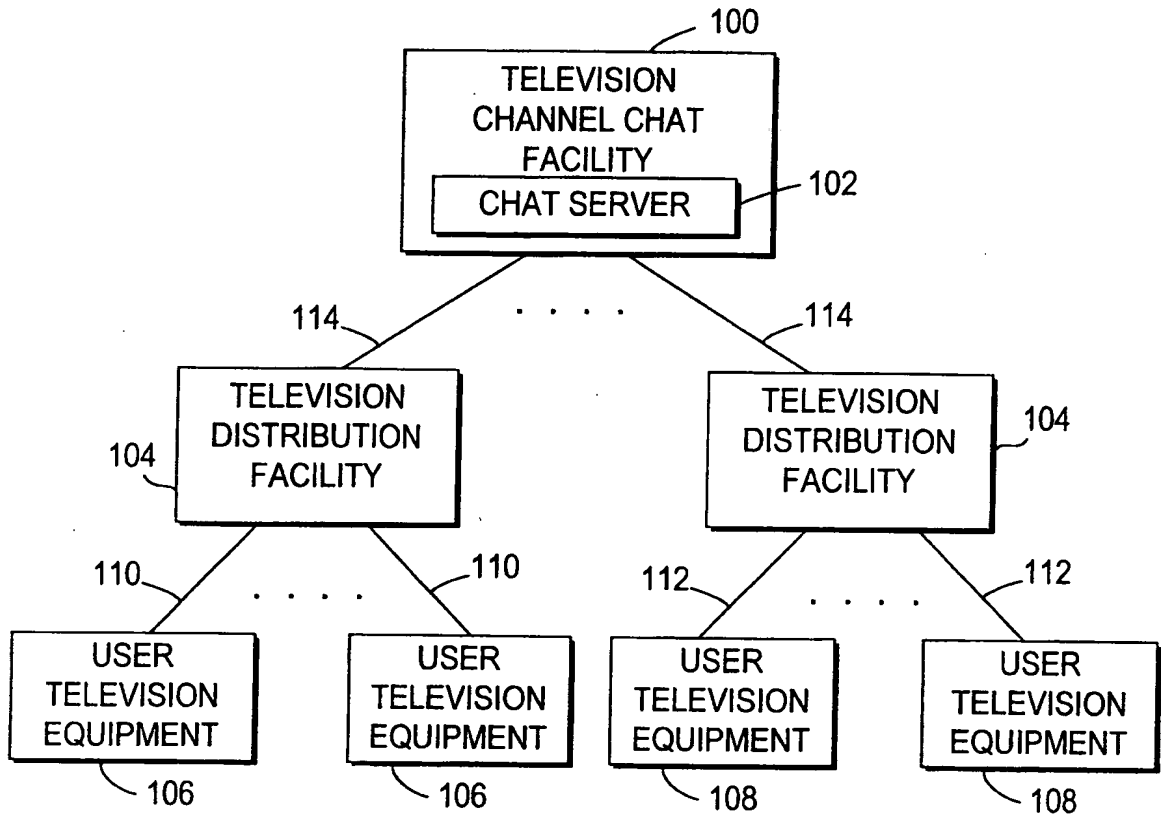 100
TELEVISION
CHANNEL CHAT
FACILITY
CHAT SERVER
102
114
114
TELEVISION
DISTRIBUTION
FACILITY
104
TELEVISION
DISTRIBUTION
FACILITY
104
110
110
112
112
USER
TELEVISION
EQUIPMENT
106
USER
TELEVISION
EQUIPMENT
106
USER
TELEVISION
EQUIPMENT
108
USER
TELEVISION
EQUIPMENT
108